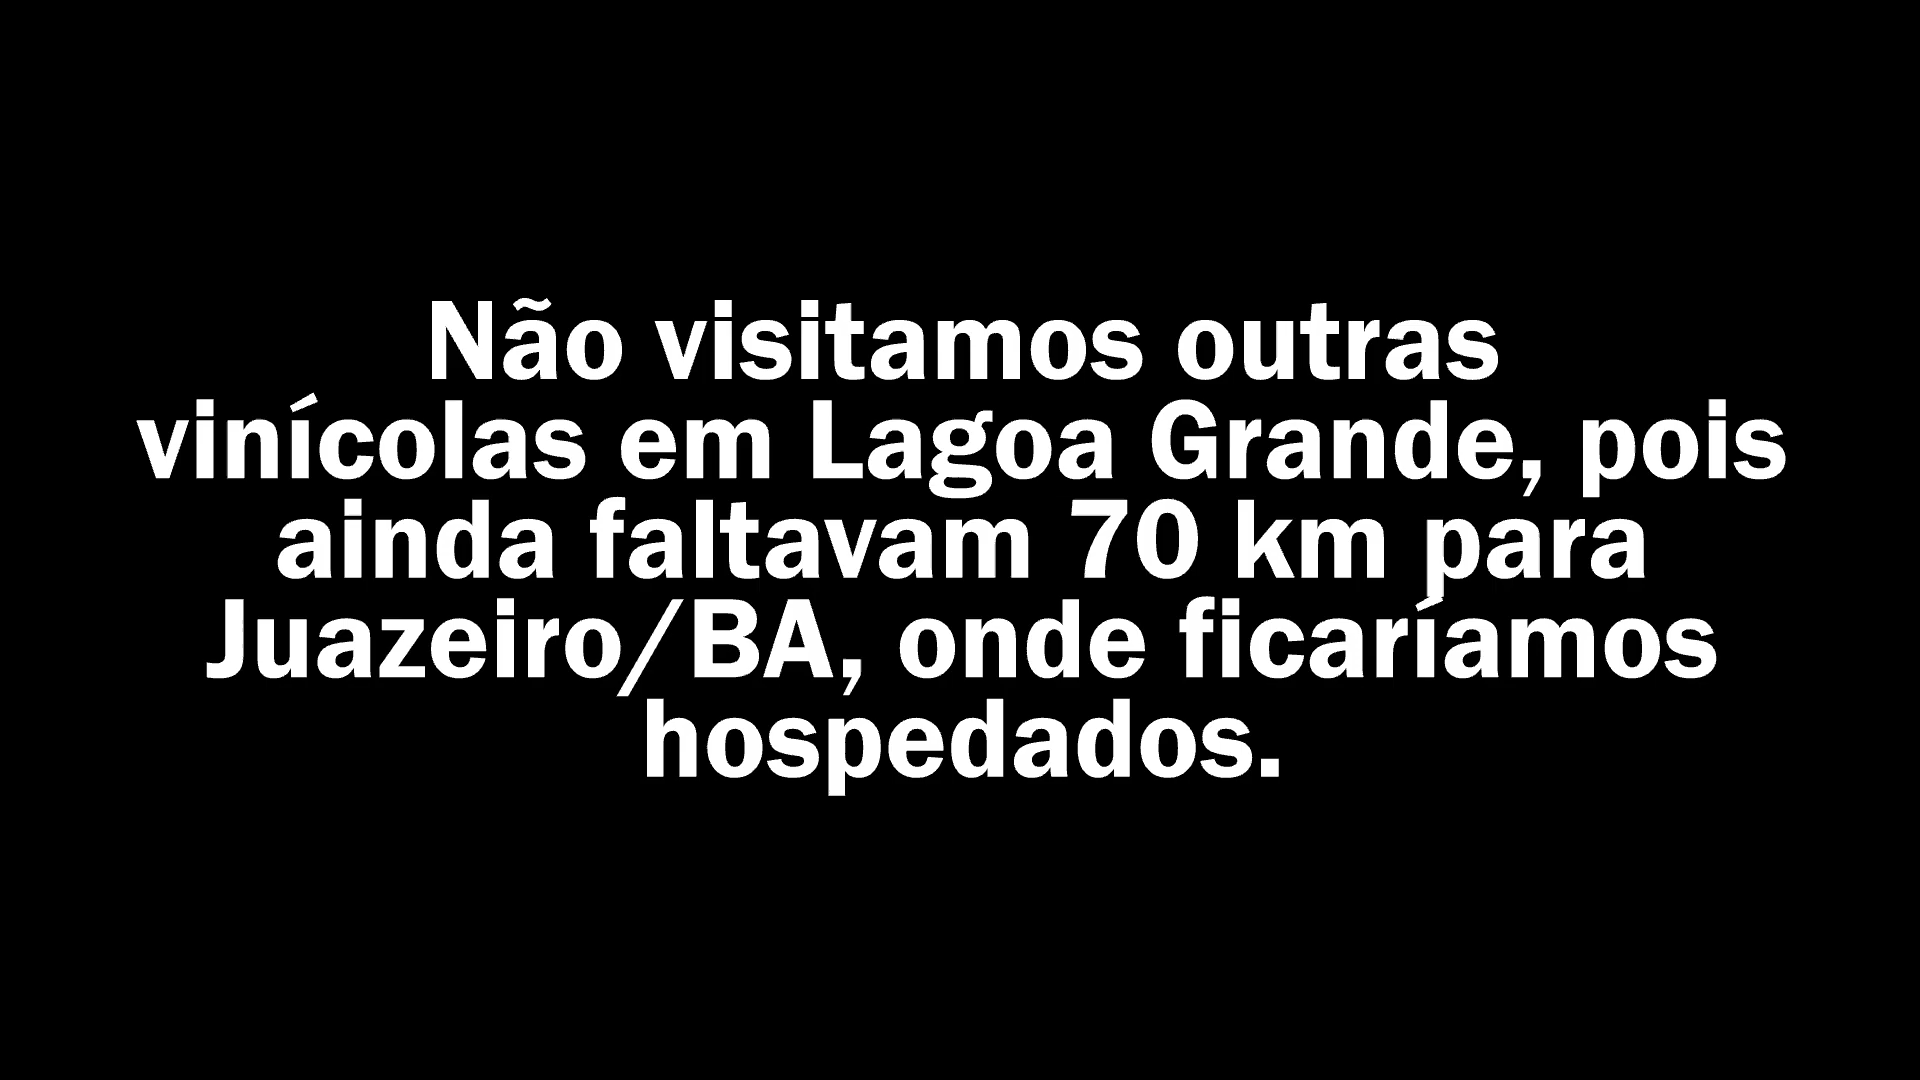 Não visitamos outras
vinícolas em Lagoa Grande, pois
ainda faltavam 70 km para
Juazeiro/BA, onde ficaríamos
hospedados.